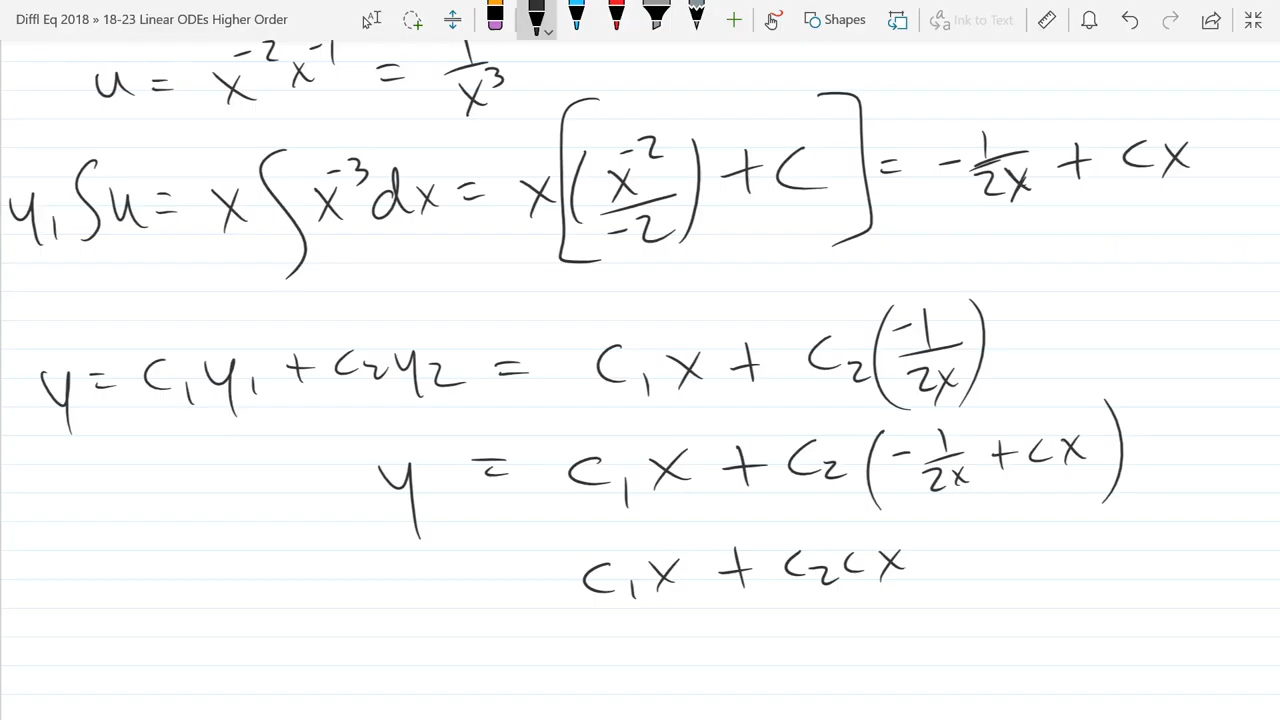 Diffl Eq 2018 » 18-23 Linear ODEs Higher Order
Shapes
Ink to Text
u = x⁻² x⁻¹ = 1/x³
y₁∫u = x ∫ x⁻³ dx = x [ (x⁻²/-2) + C ] = -1/2x + Cx
y = c₁y₁ + c₂y₂ = c₁x + c₂(-1/2x)
y = c₁x + c₂(-1/2x + cx)
c₁x + c₂cx